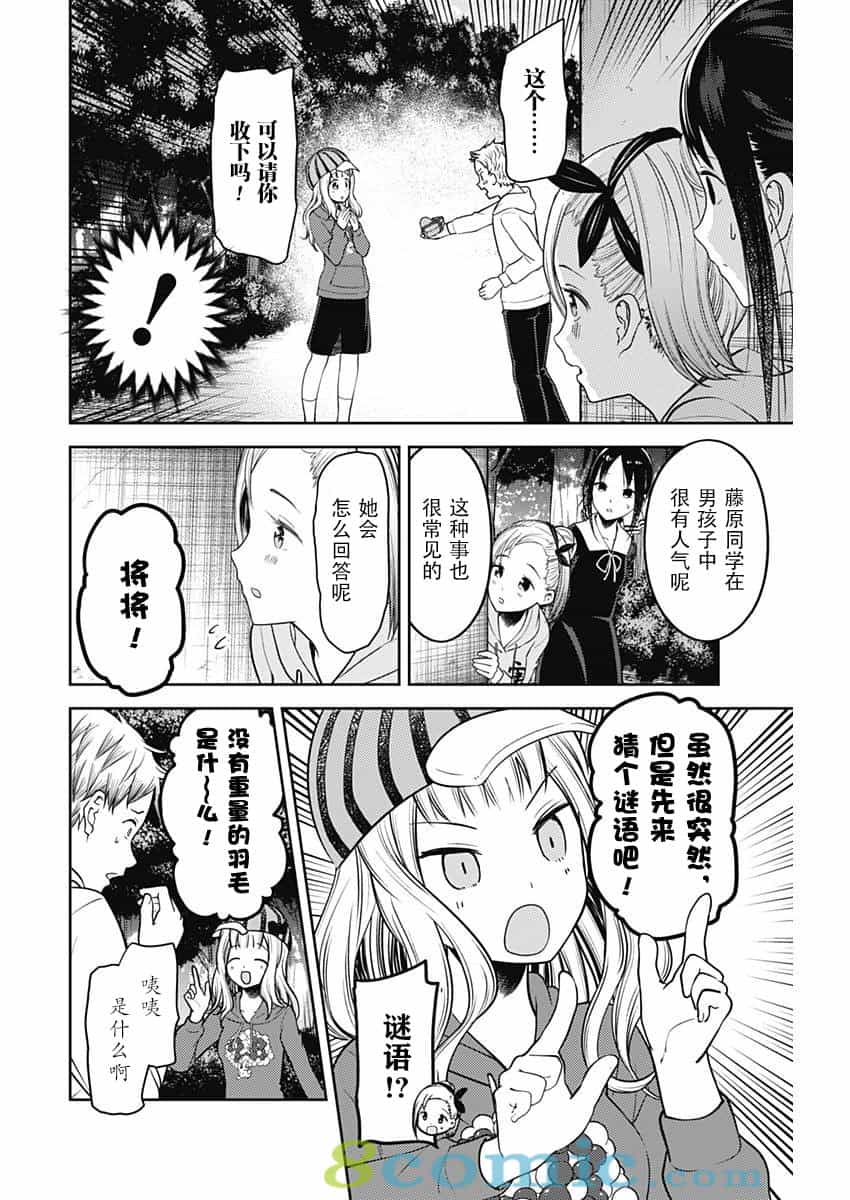 这个……
可以请你
收下吗！
！
藤原同学在
男孩子中
很有人气呢
这种事也
很常见的
她会
怎么回答呢
将将！
虽然很突然，
但是先来
猜个谜语吧！
谜语!?
没有重量的羽毛
是什～么！
咦咦
是什么啊
8comic.com